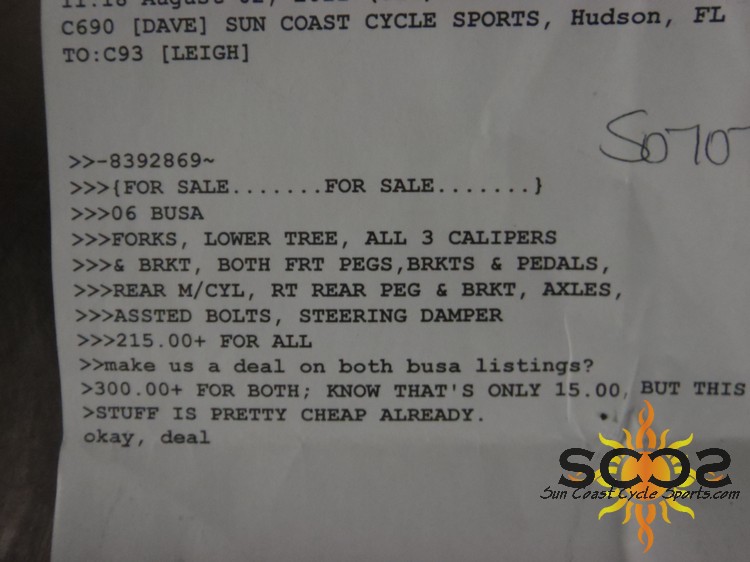 C690 [DAVE] SUN COAST CYCLE SPORTS, Hudson, FL
TO:C93 [LEIGH]
>>-8392869~
>>>{FOR SALE.......FOR SALE.......}
>>>06 BUSA
>>>FORKS, LOWER TREE, ALL 3 CALIPERS
>>>& BRKT, BOTH FRT PEGS,BRKTS & PEDALS,
>>>REAR M/CYL, RT REAR PEG & BRKT, AXLES,
>>>ASSTED BOLTS, STEERING DAMPER
>>>215.00+ FOR ALL
>>make us a deal on both busa listings?
>300.00+ FOR BOTH; KNOW THAT'S ONLY 15.00, BUT THIS
>STUFF IS PRETTY CHEAP ALREADY.
okay, deal
SCCS
Sun Coast Cycle Sports.com